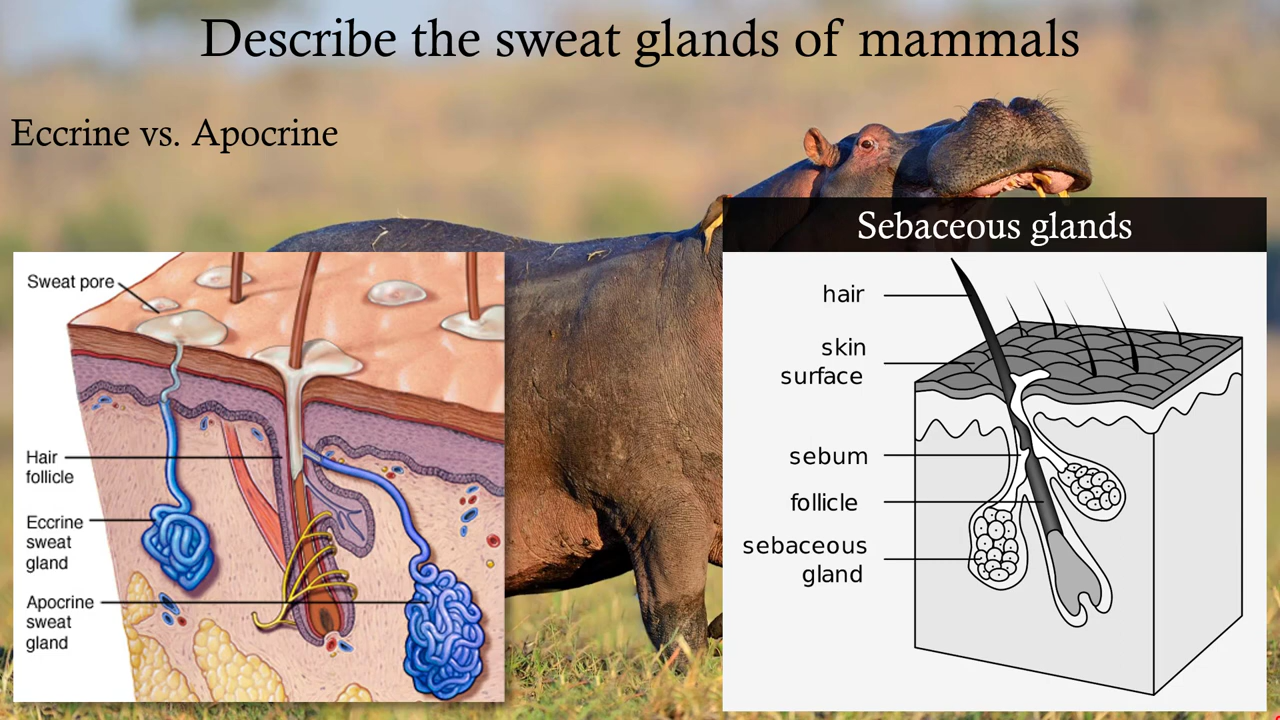 Describe the sweat glands of mammals
Eccrine vs. Apocrine
Sweat pore
Hair
follicle
Eccrine
sweat
gland
Apocrine
sweat
gland
Sebaceous glands
hair
skin
surface
sebum
follicle
sebaceous
gland